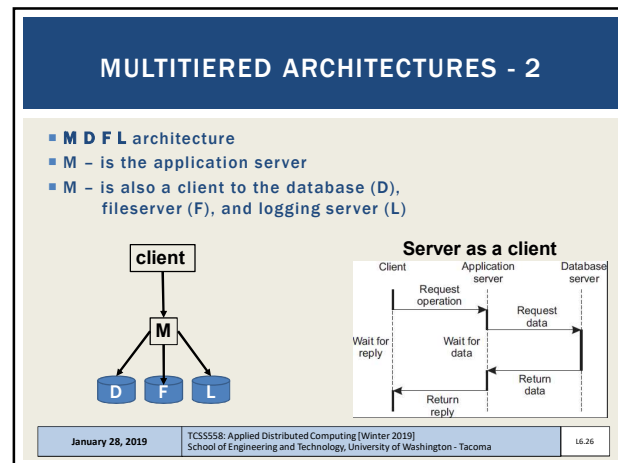 MULTITIERED ARCHITECTURES - 2
M D F L architecture
M – is the application server
M – is also a client to the database (D),
fileserver (F), and logging server (L)
client
M
D F L
Server as a client
Client Application server Database server
Request operation
Request data
Wait for reply
Wait for data
Return data
Return reply
January 28, 2019
TCSS558: Applied Distributed Computing [Winter 2019]
School of Engineering and Technology, University of Washington - Tacoma
L6.26